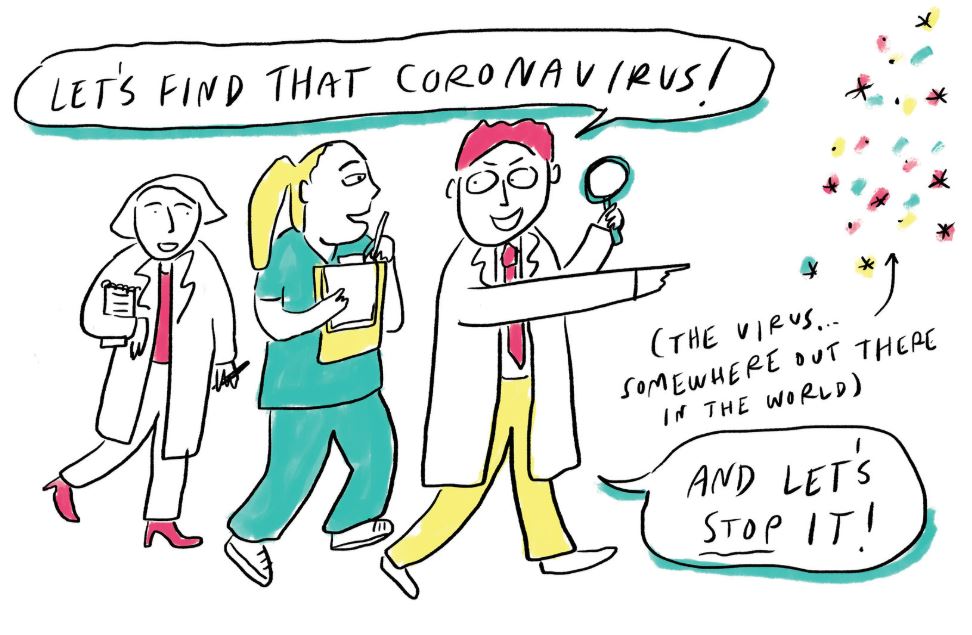 LET'S FIND THAT CORONAVIRUS!
(THE VIRUS...
SOMEWHERE OUT THERE
IN THE WORLD)
AND LET'S
STOP IT!